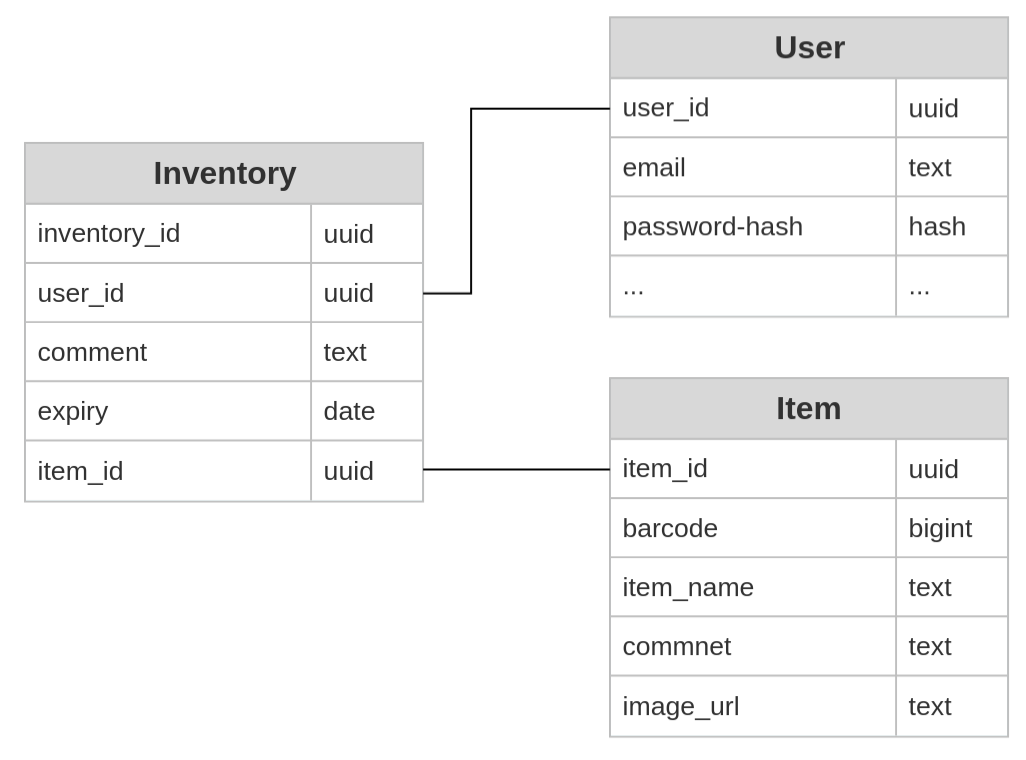 Inventory
inventory_id uuid
user_id uuid
comment text
expiry date
item_id uuid
User
user_id uuid
email text
password-hash hash
... ...
Item
item_id uuid
barcode bigint
item_name text
commnet text
image_url text